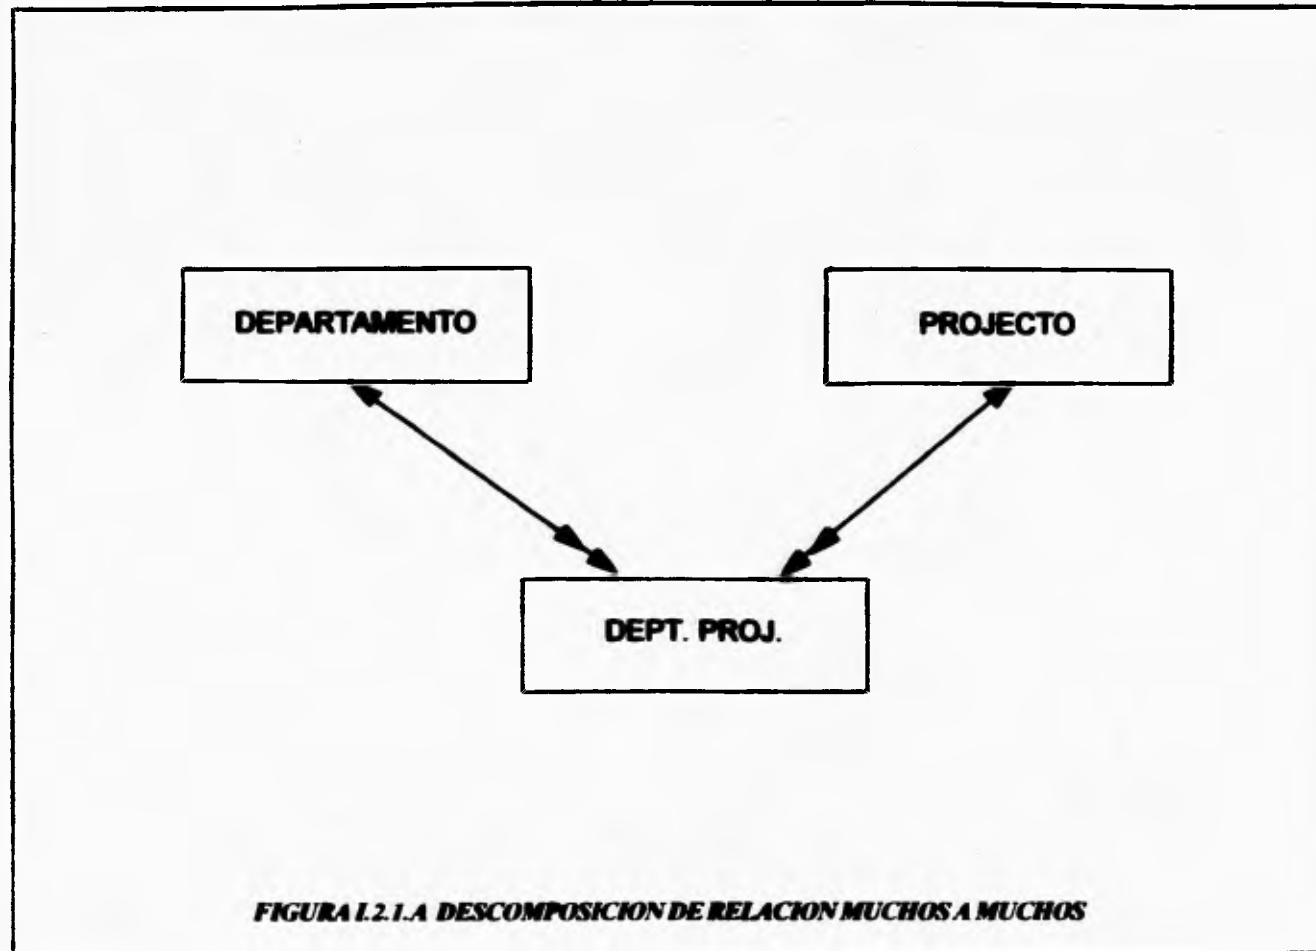 DEPARTAMENTO
PROJECTO
DEPT. PROJ.
FIGURA I.2.1.A DESCOMPOSICION DE RELACION MUCHOS A MUCHOS